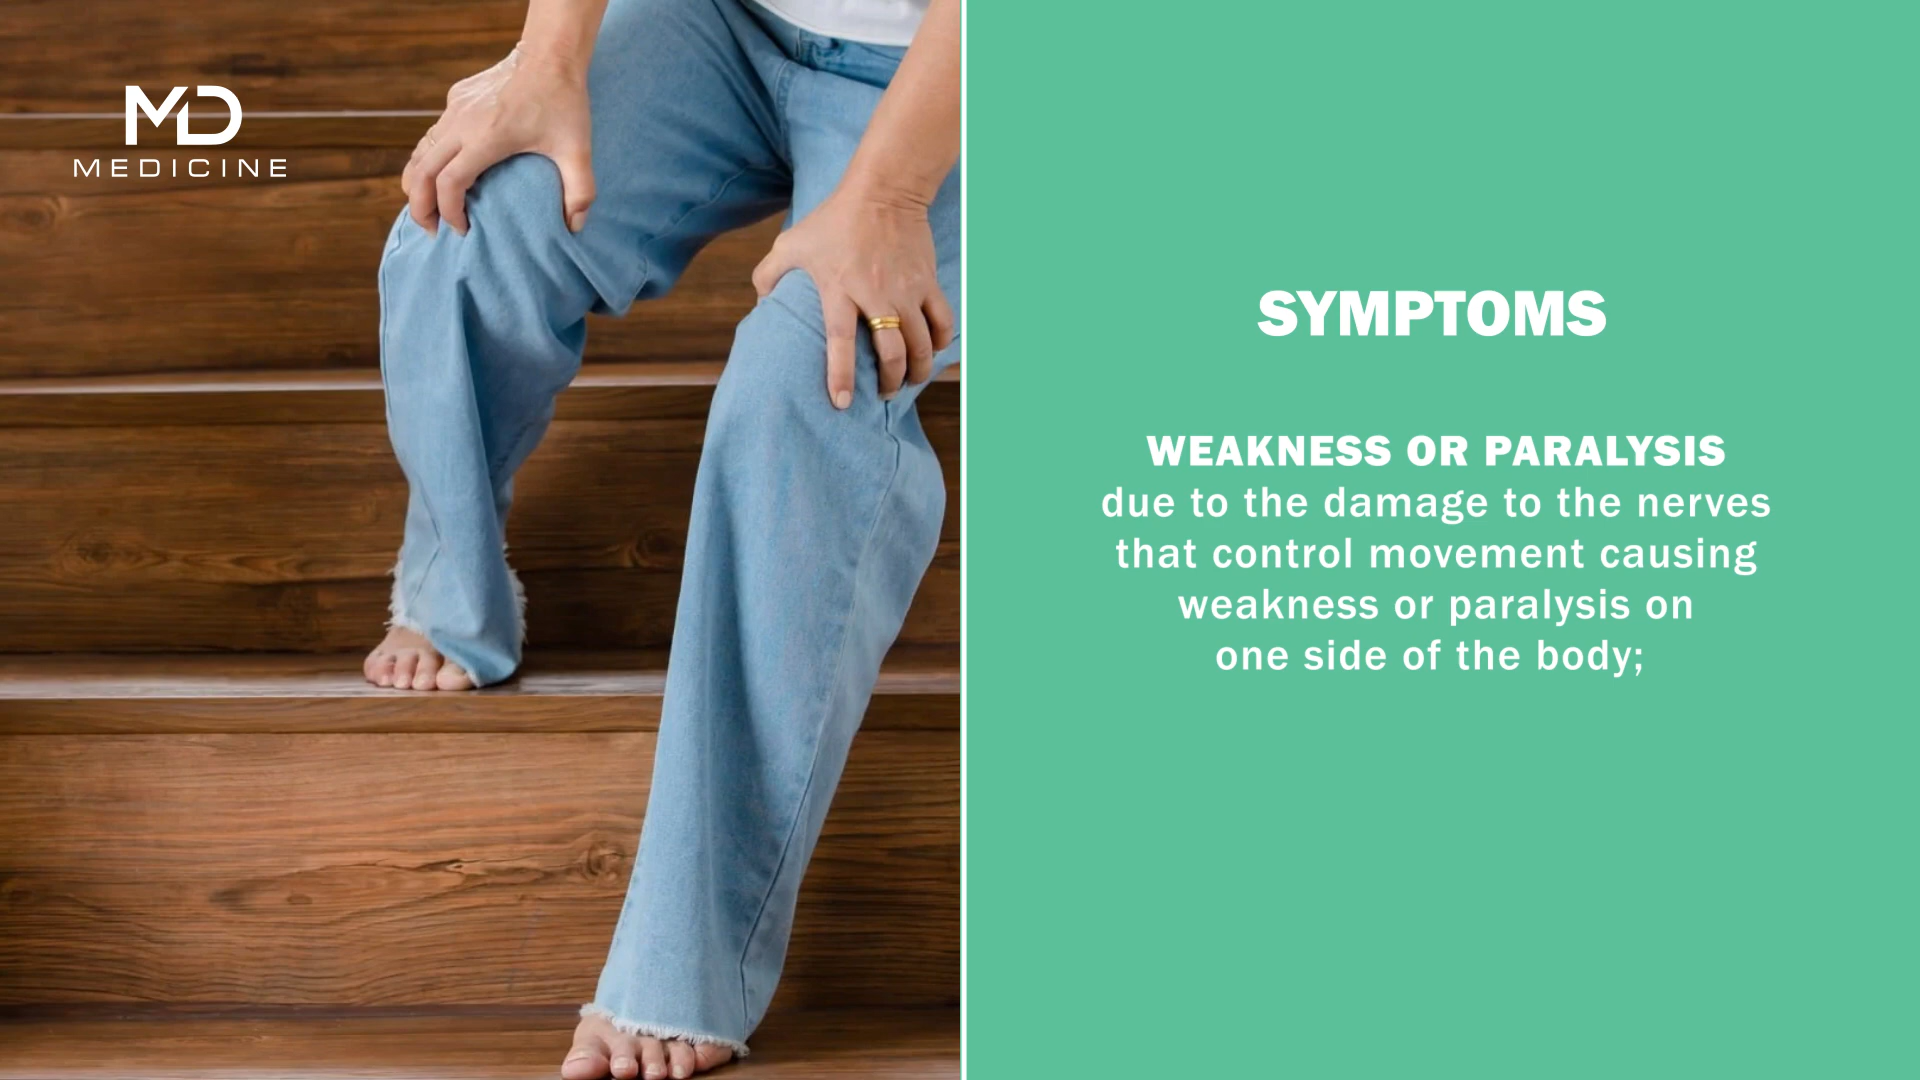 MD
MEDICINE
SYMPTOMS
WEAKNESS OR PARALYSIS
due to the damage to the nerves
that control movement causing
weakness or paralysis on
one side of the body;